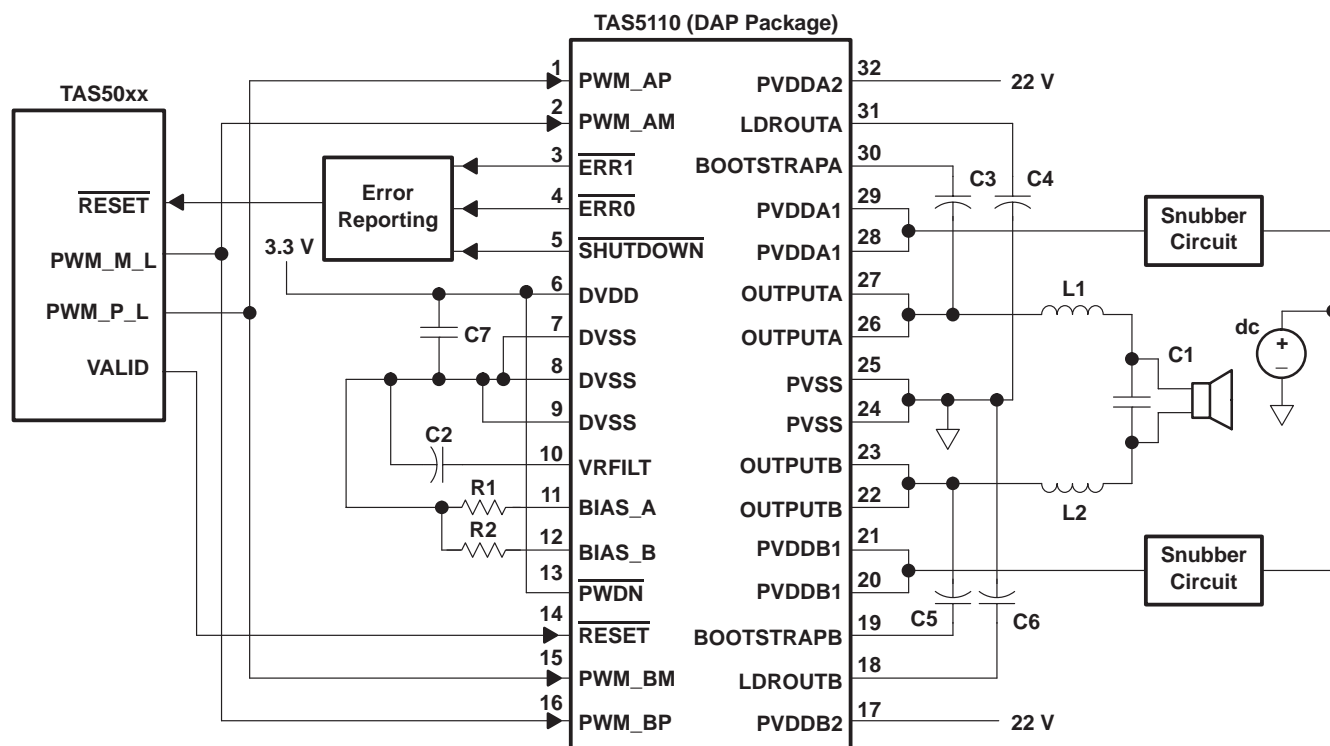 TAS5110 (DAP Package)
TAS50xx
RESET
PWM_M_L
PWM_P_L
VALID
Error
Reporting
3.3 V
C7
C2
R1
R2
1 PWM_AP
2 PWM_AM
3 ERR1
4 ERR0
5 SHUTDOWN
6 DVDD
7 DVSS
8 DVSS
9 DVSS
10 VRFILT
11 BIAS_A
12 BIAS_B
13 PWDN
14 RESET
15 PWM_BM
16 PWM_BP
PVDDA2 32 22 V
LDROUTA 31
BOOTSTRAPA 30
PVDDA1 29
PVDDA1 28
OUTPUTA 27
OUTPUTA 26
PVSS 25
PVSS 24
OUTPUTB 23
OUTPUTB 22
PVDDB1 21
PVDDB1 20
BOOTSTRAPB 19
LDROUTB 18
PVDDB2 17 22 V
C3 C4
Snubber
Circuit
L1
dc
+
–
C1
L2
Snubber
Circuit
C5 C6